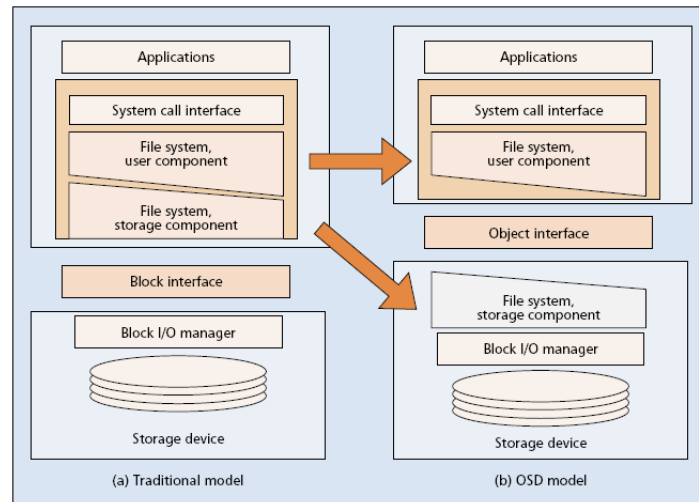 Applications
System call interface
File system,
user component
File system,
storage component
Block interface
Block I/O manager
Storage device
(a) Traditional model
Applications
System call interface
File system,
user component
Object interface
File system,
storage component
Block I/O manager
Storage device
(b) OSD model